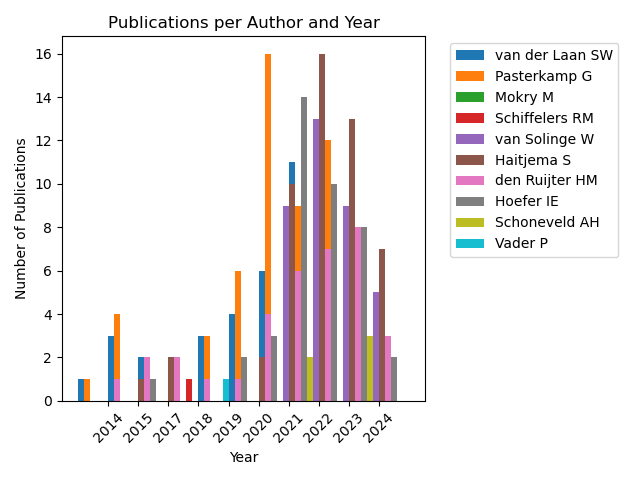 Publications per Author and Year
Number of Publications
16
14
12
10
8
6
4
2
0
2014
2015
2017
2018
2019
2020
2021
2022
2023
2024
Year
van der Laan SW
Pasterkamp G
Mokry M
Schiffelers RM
van Solinge W
Haitjema S
den Ruijter HM
Hoefer IE
Schoneveld AH
Vader P